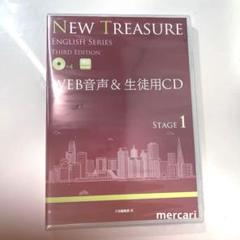 NEW TREASURE
ENGLISH SERIES
THIRD EDITION
WEB音声 & 生徒用CD
STAGE 1
mercari